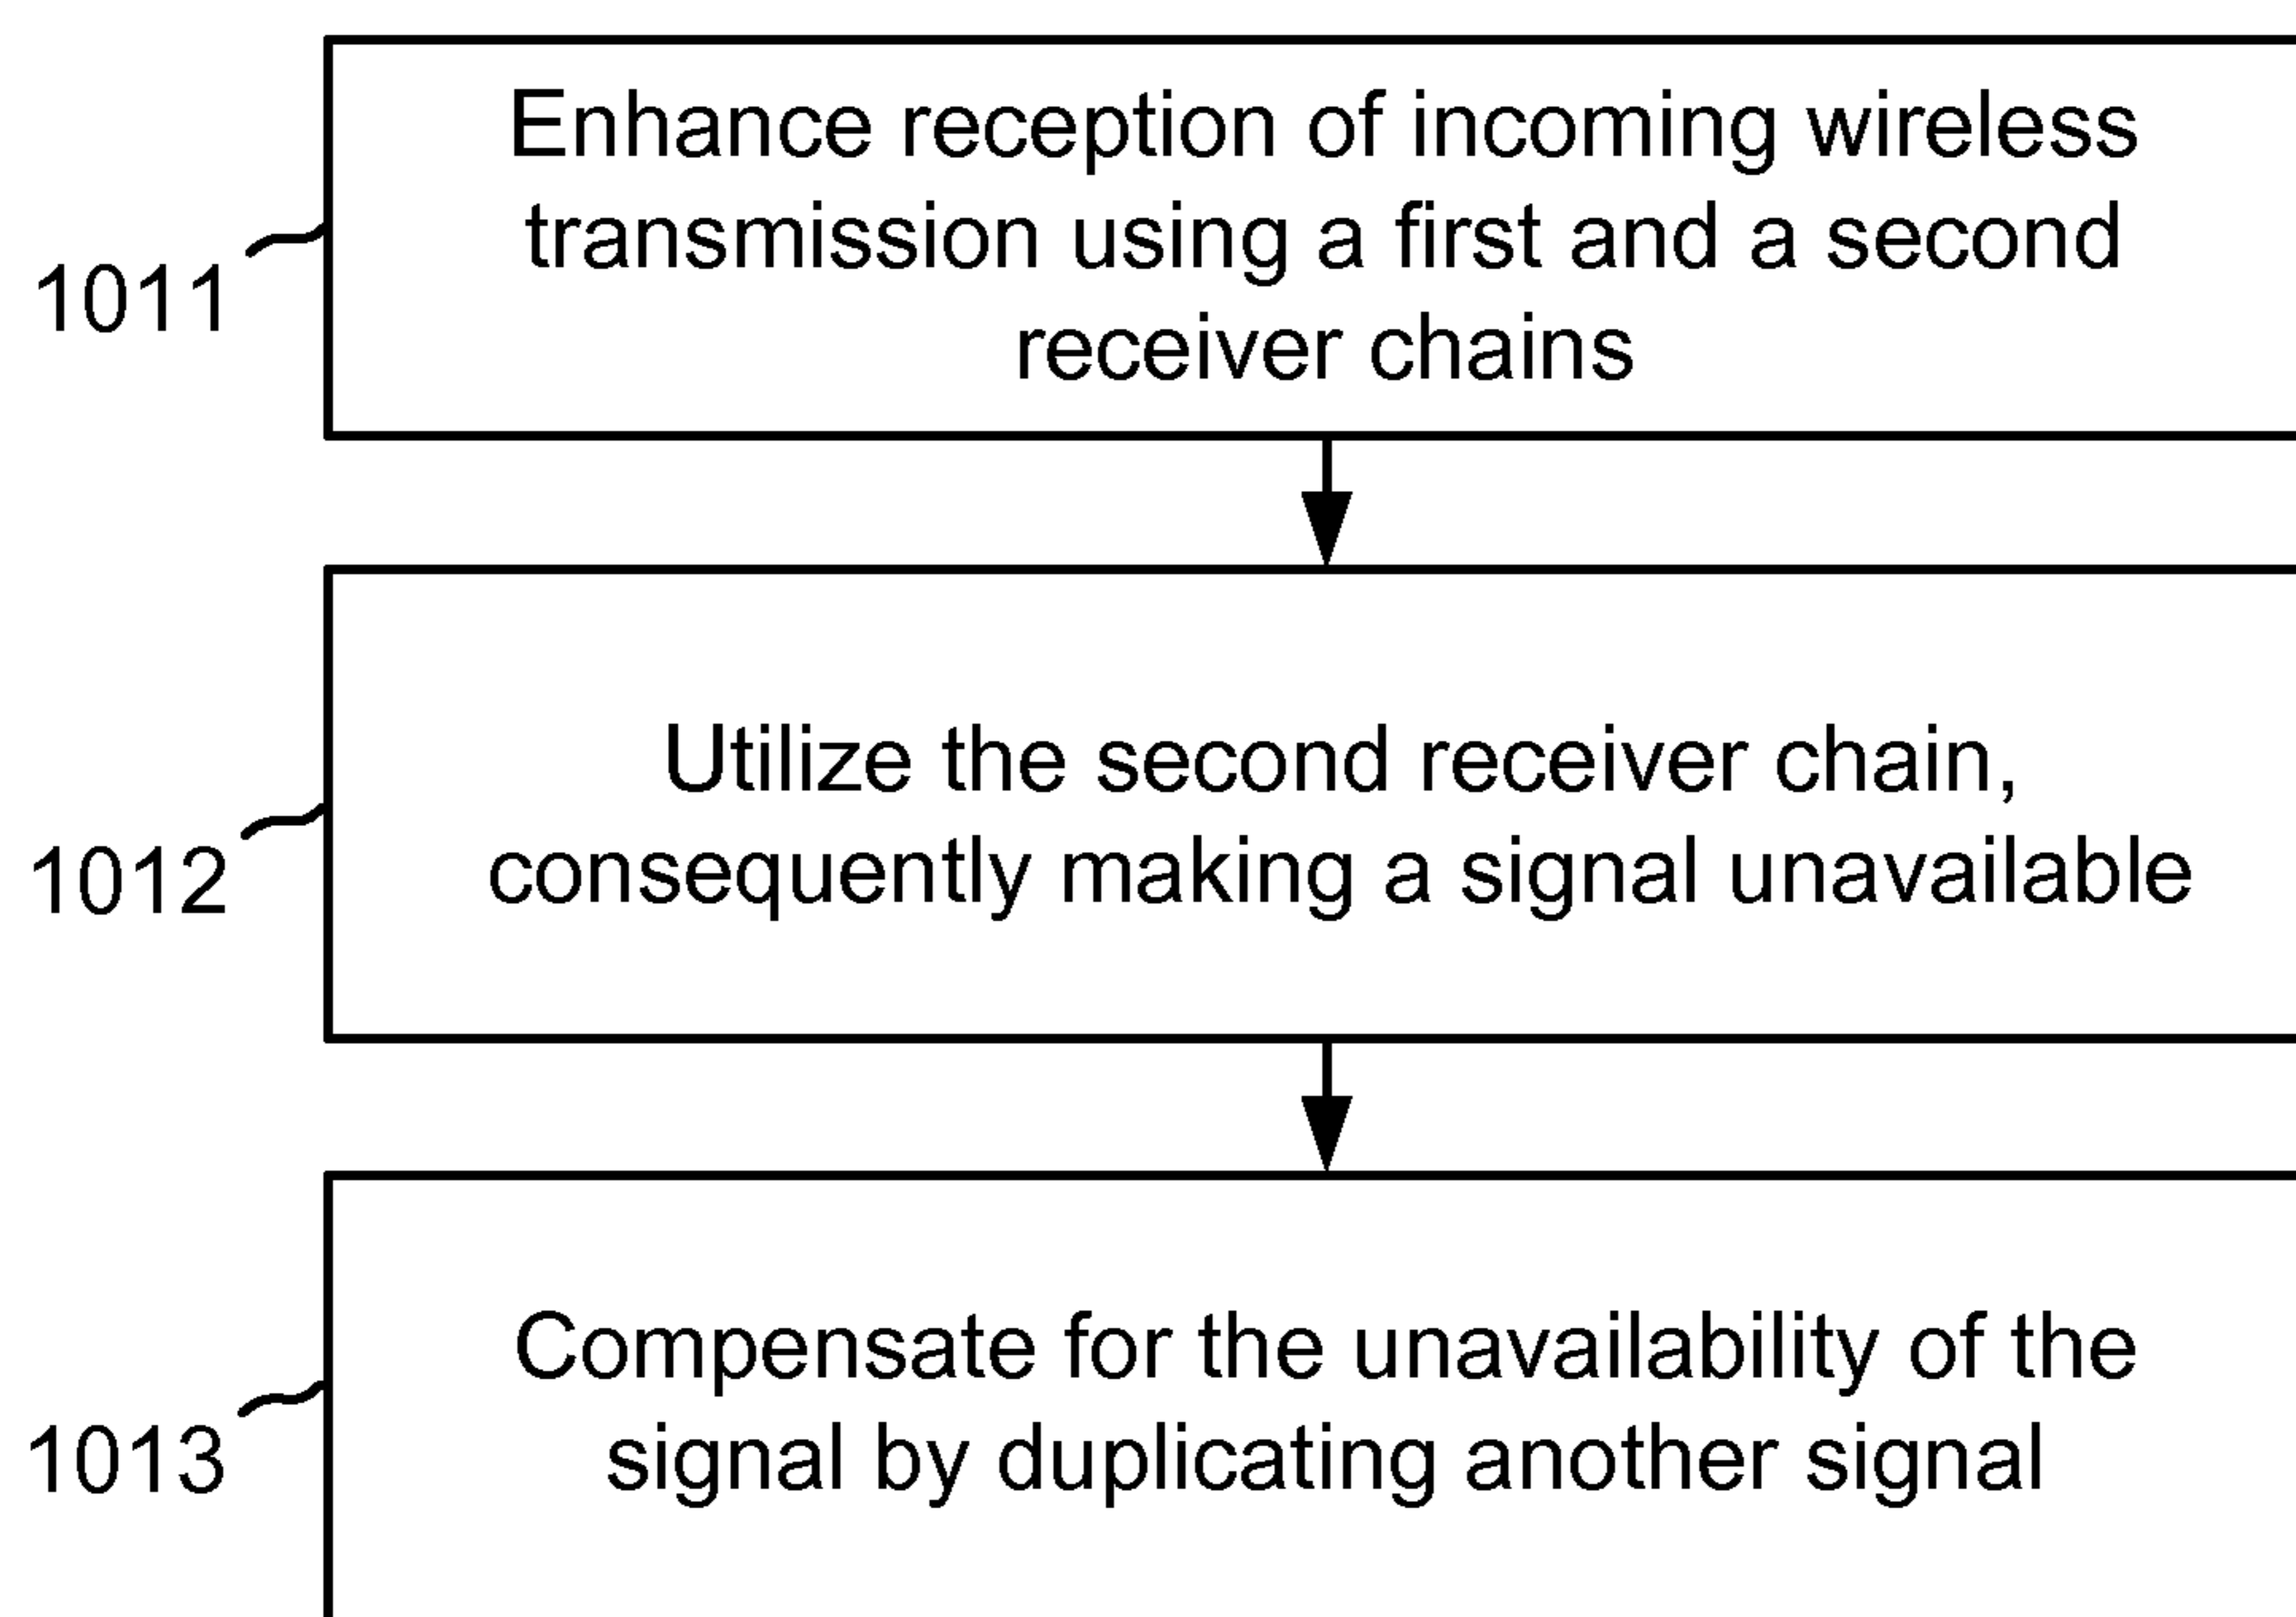 Enhance reception of incoming wireless
transmission using a first and a second
receiver chains
1011
Utilize the second receiver chain,
consequently making a signal unavailable
1012
Compensate for the unavailability of the
signal by duplicating another signal
1013